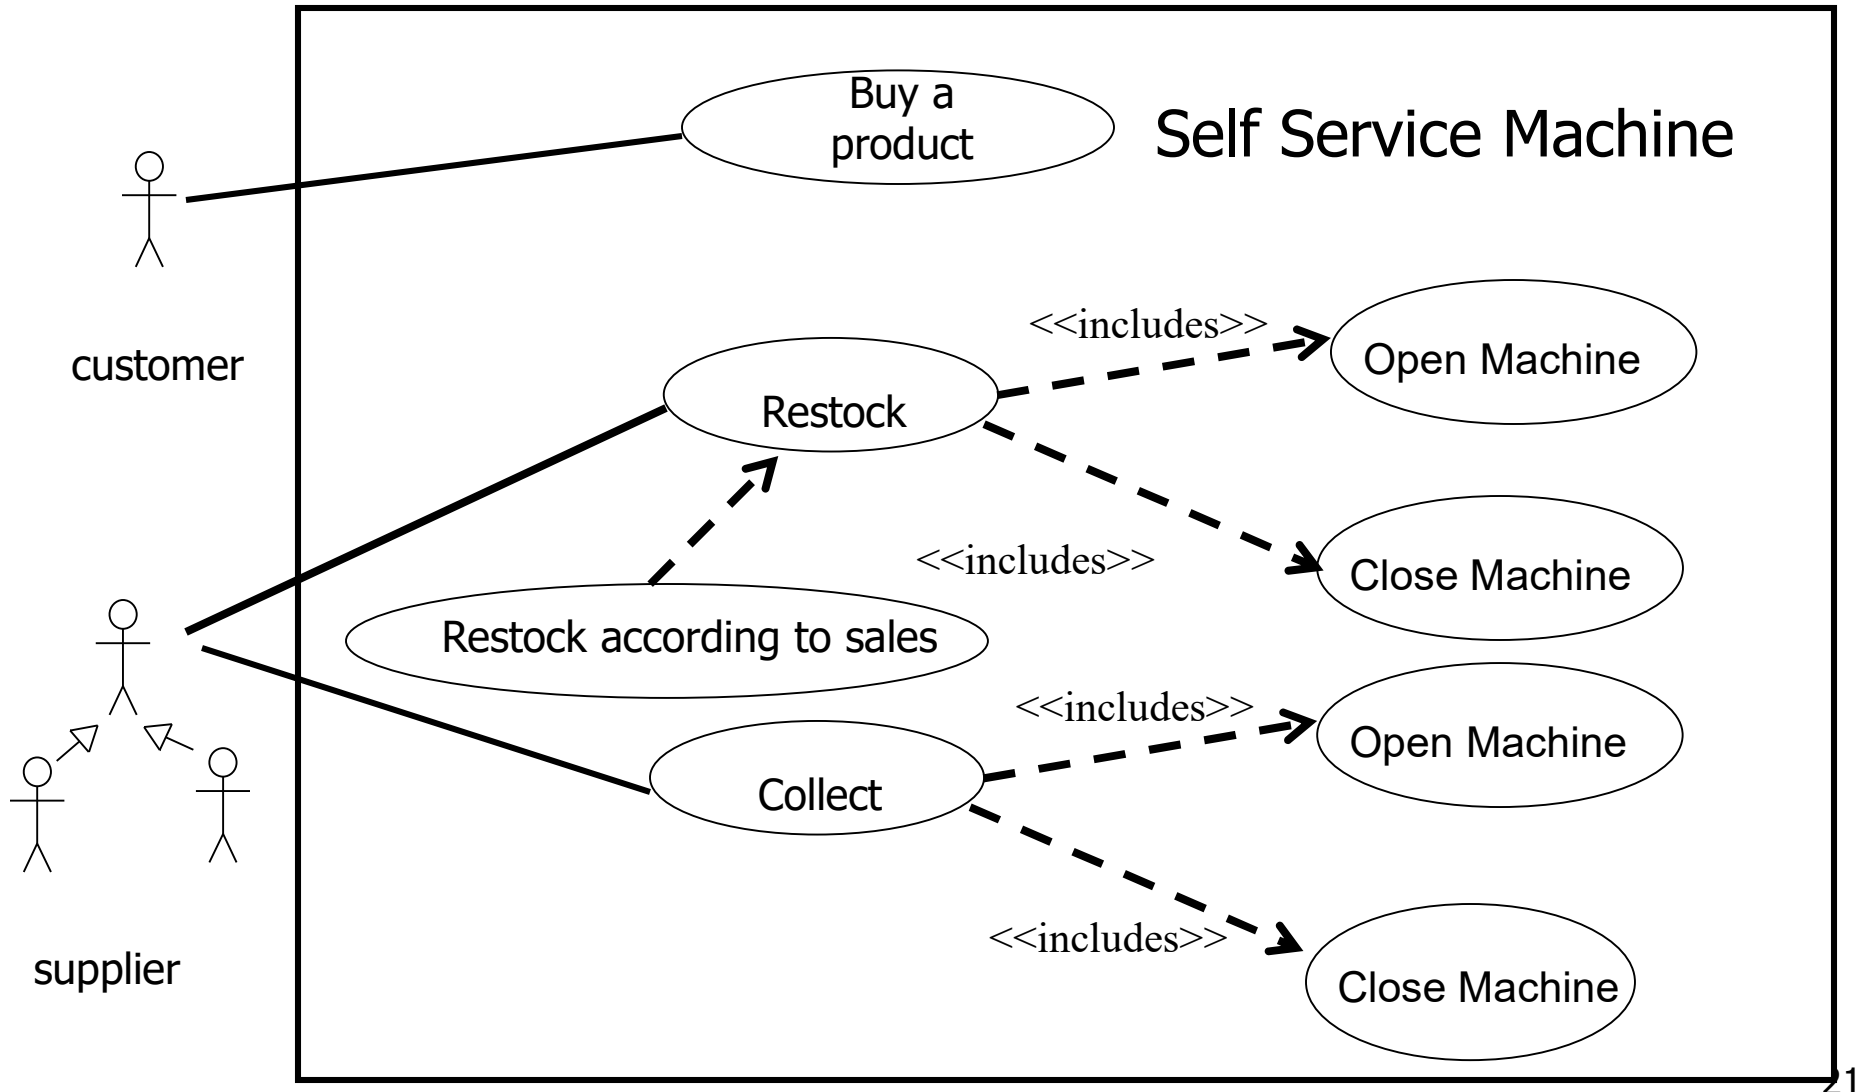 Buy a
product
Self Service Machine
customer
<<includes>>
Open Machine
Restock
<<includes>>
Close Machine
Restock according to sales
<<includes>>
Open Machine
Collect
<<includes>>
Close Machine
supplier
21